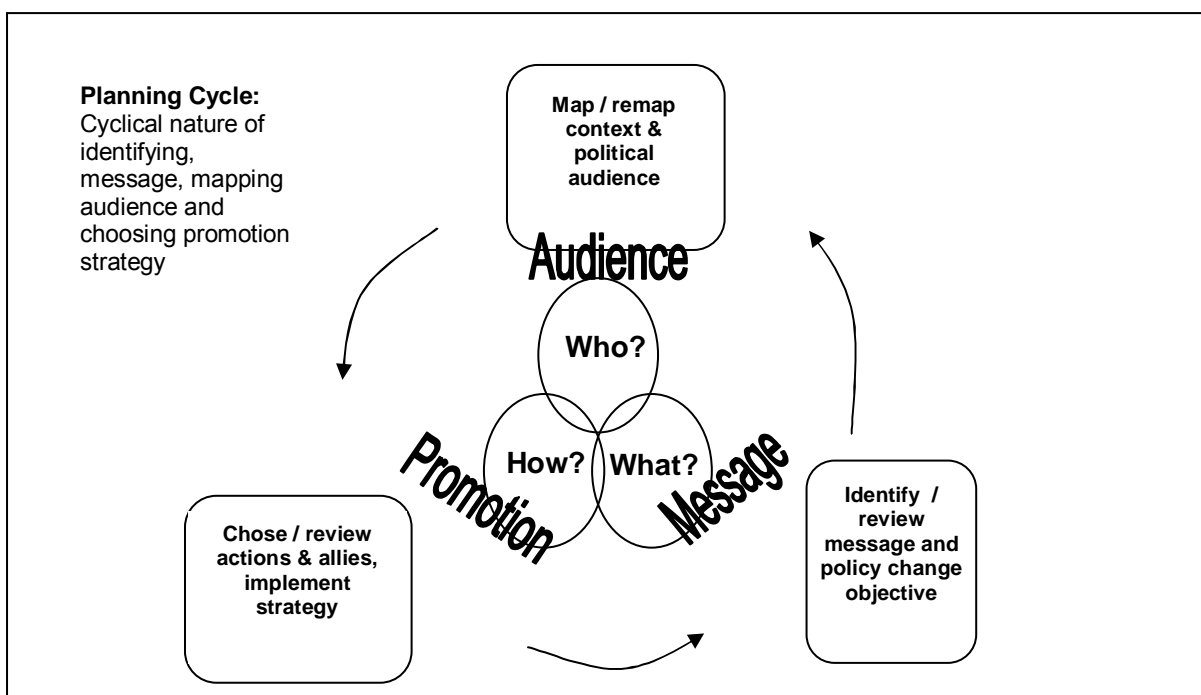 Planning Cycle:
Cyclical nature of
identifying,
message, mapping
audience and
choosing promotion
strategy
Map / remap
context &
political
audience
Audience
Who?
How?
What?
Promotion
Message
Chose / review
actions & allies,
implement
strategy
Identify /
review
message and
policy change
objective